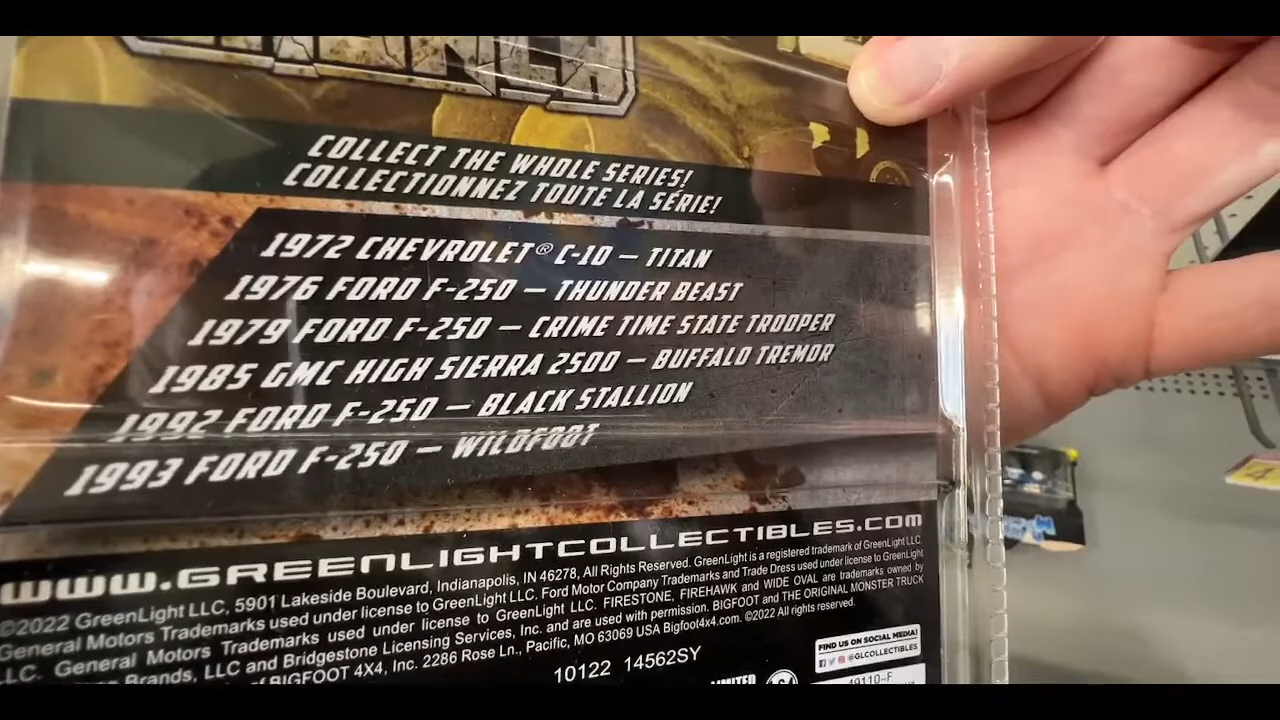 COLLECT THE WHOLE SERIES!
COLLECTIONNEZ TOUTE LA SÉRIE!
1972 CHEVROLET® C-10 – TITAN
1976 FORD F-250 – THUNDER BEAST
1979 FORD F-250 – CRIME TIME STATE TROOPER
1985 GMC HIGH SIERRA 2500 – BUFFALO TREMOR
1992 FORD F-250 – BLACK STALLION
1993 FORD F-250 – WILDFOOT
WWW.GREENLIGHTCOLLECTIBLES.COM
©2022 GreenLight LLC, 5901 Lakeside Boulevard, Indianapolis, IN 46278, All Rights Reserved. GreenLight is a registered trademark of GreenLight LLC.
General Motors Trademarks used under license to GreenLight LLC. Ford Motor Company Trademarks and Trade Dress used under license to GreenLight
LLC. General Motors Trademarks used under license to GreenLight LLC. FIRESTONE, FIREHAWK and WIDE OVAL are trademarks owned by
Brands, LLC and Bridgestone Licensing Services, Inc. and are used with permission. BIGFOOT and THE ORIGINAL MONSTER TRUCK
of BIGFOOT 4X4, Inc. 2286 Rose Ln., Pacific, MO 63069 USA Bigfoot4x4.com. ©2022 All rights reserved.
10122 14562SY
FIND US ON SOCIAL MEDIA!
@GLCOLLECTIBLES
LIMITED
49110-F